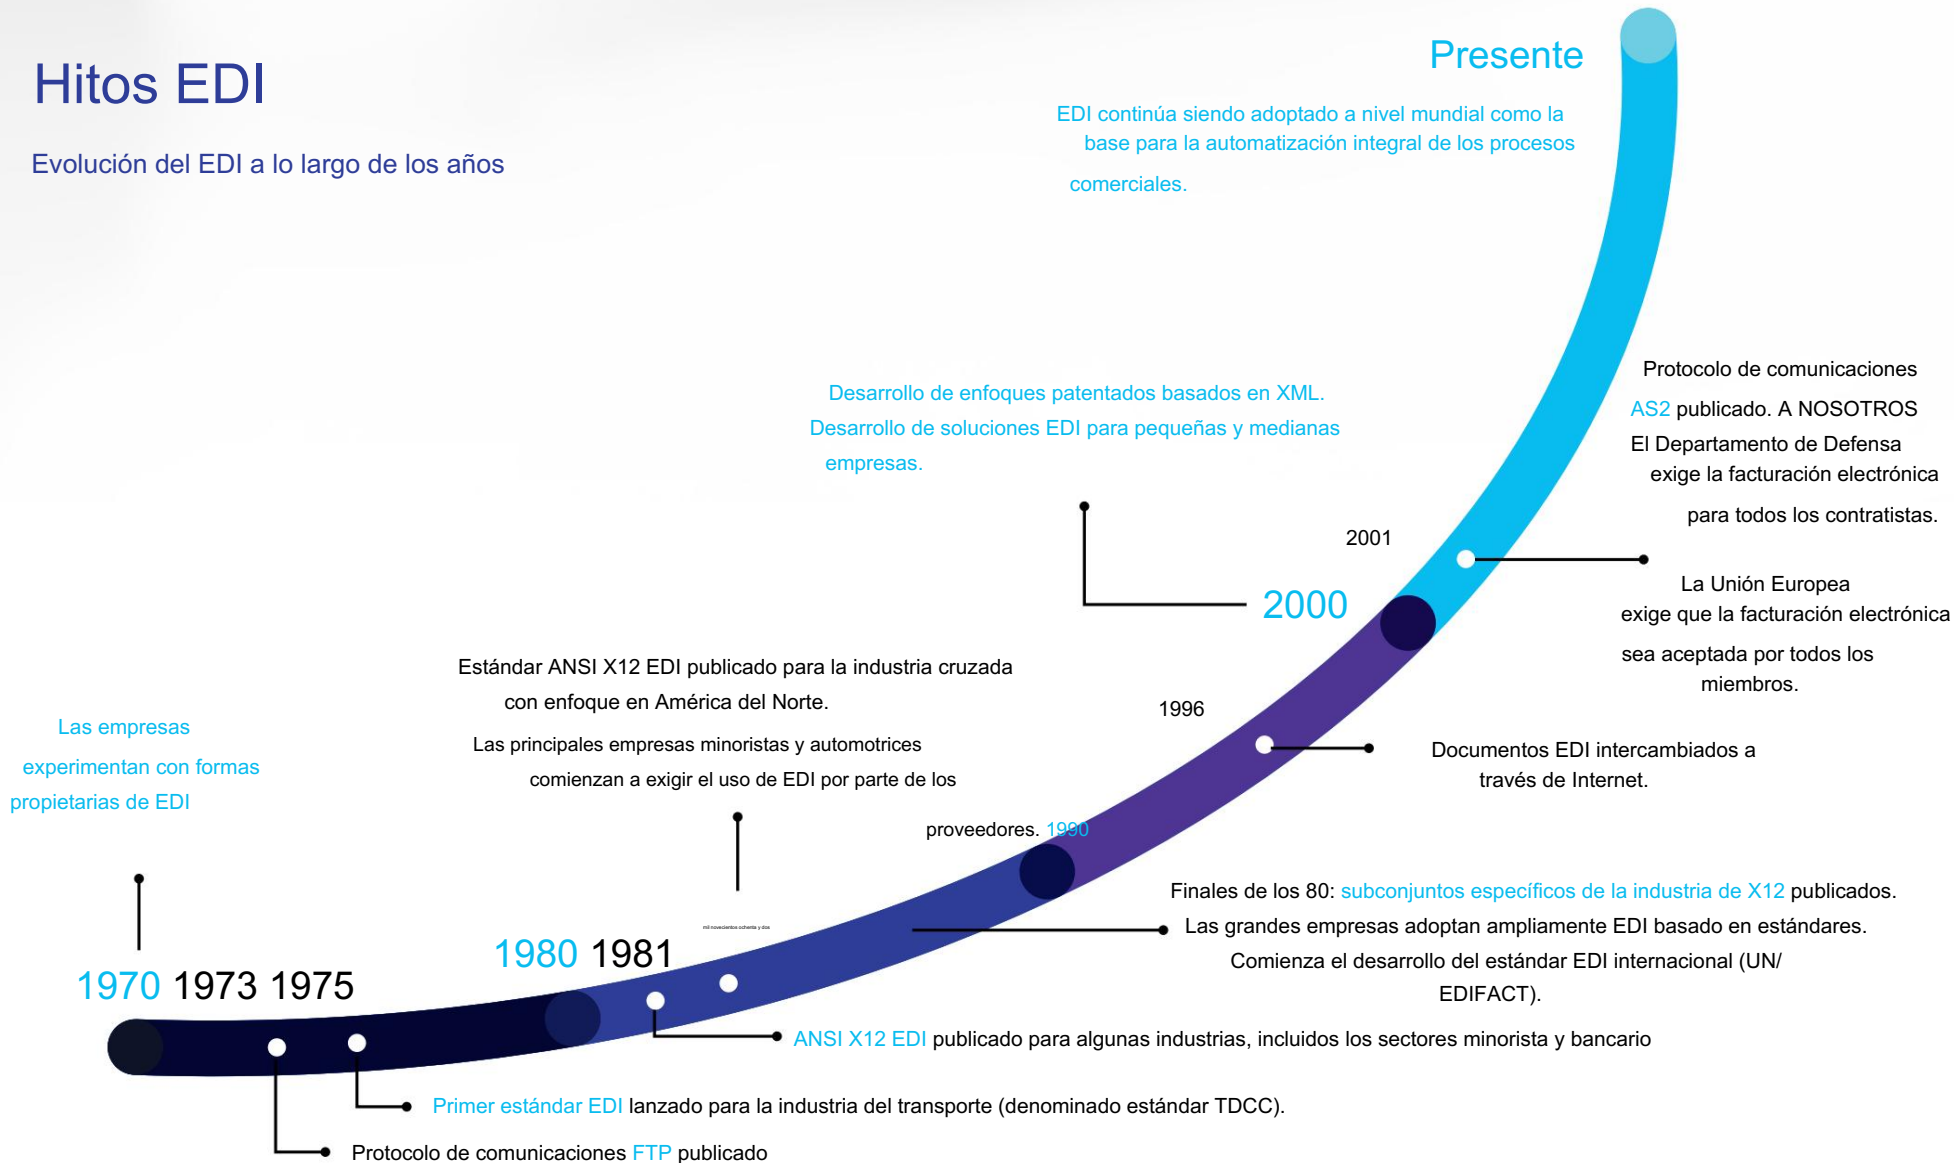 Hitos EDI
Evolución del EDI a lo largo de los años
Presente
EDI continúa siendo adoptado a nivel mundial como la
base para la automatización integral de los procesos
comerciales.
Protocolo de comunicaciones
AS2 publicado. A NOSOTROS
El Departamento de Defensa
exige la facturación electrónica
para todos los contratistas.
Desarrollo de enfoques patentados basados en XML.
Desarrollo de soluciones EDI para pequeñas y medianas
empresas.
2001
2000
La Unión Europea
exige que la facturación electrónica
sea aceptada por todos los
miembros.
Estándar ANSI X12 EDI publicado para la industria cruzada
con enfoque en América del Norte.
Las principales empresas minoristas y automotrices
comienzan a exigir el uso de EDI por parte de los
proveedores. 1990
1996
Documentos EDI intercambiados a
través de Internet.
Las empresas
experimentan con formas
propietarias de EDI
Finales de los 80: subconjuntos específicos de la industria de X12 publicados.
Las grandes empresas adoptan ampliamente EDI basado en estándares.
Comienza el desarrollo del estándar EDI internacional (UN/
EDIFACT).
mil novecientos ochenta y dos
1980 1981
1970 1973 1975
ANSI X12 EDI publicado para algunas industrias, incluidos los sectores minorista y bancario
Primer estándar EDI lanzado para la industria del transporte (denominado estándar TDCC).
Protocolo de comunicaciones FTP publicado